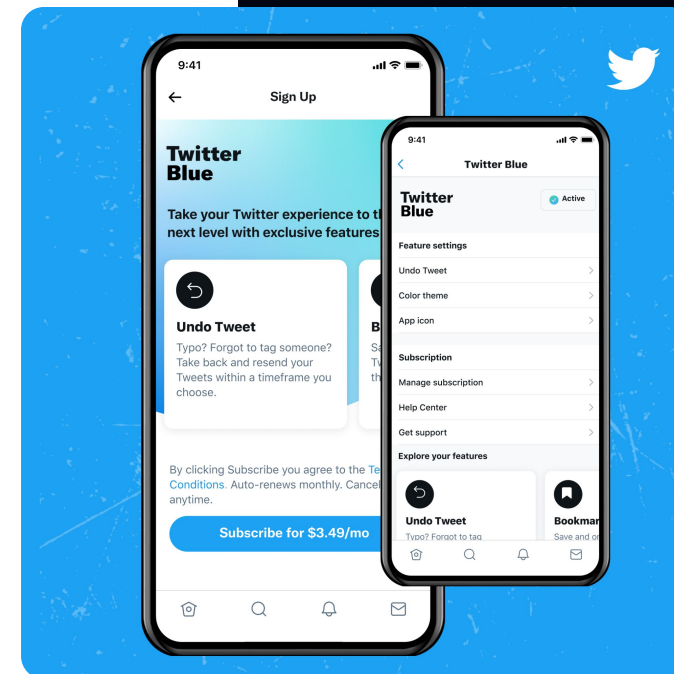 9:41
Sign Up
Twitter
Blue
Take your Twitter experience to
next level with exclusive features
Undo Tweet
Typo? Forgot to tag someone?
Take back and resend your
Tweets within a timeframe you
choose.
By clicking Subscribe you agree to the
Conditions. Auto-renews monthly. Cancel
anytime.
Subscribe for $3.49/mo
9:41
Twitter Blue
Twitter
Blue
Active
Feature settings
Undo Tweet
Color theme
App icon
Subscription
Manage subscription
Help Center
Get support
Explore your features
Undo Tweet
Typo? Forgot to tag
Bookmar
Save and or